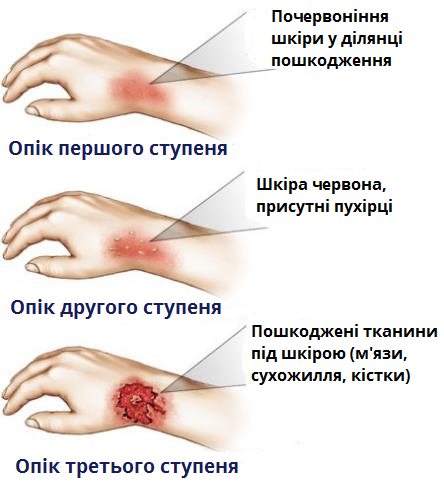 Почервоніння
шкіри у ділянці
пошкодження
Опік першого ступеня
Шкіра червона,
присутні пухірці
Опік другого ступеня
Пошкоджені тканини
під шкірою (м'язи,
сухожилля, кістки)
Опік третього ступеня